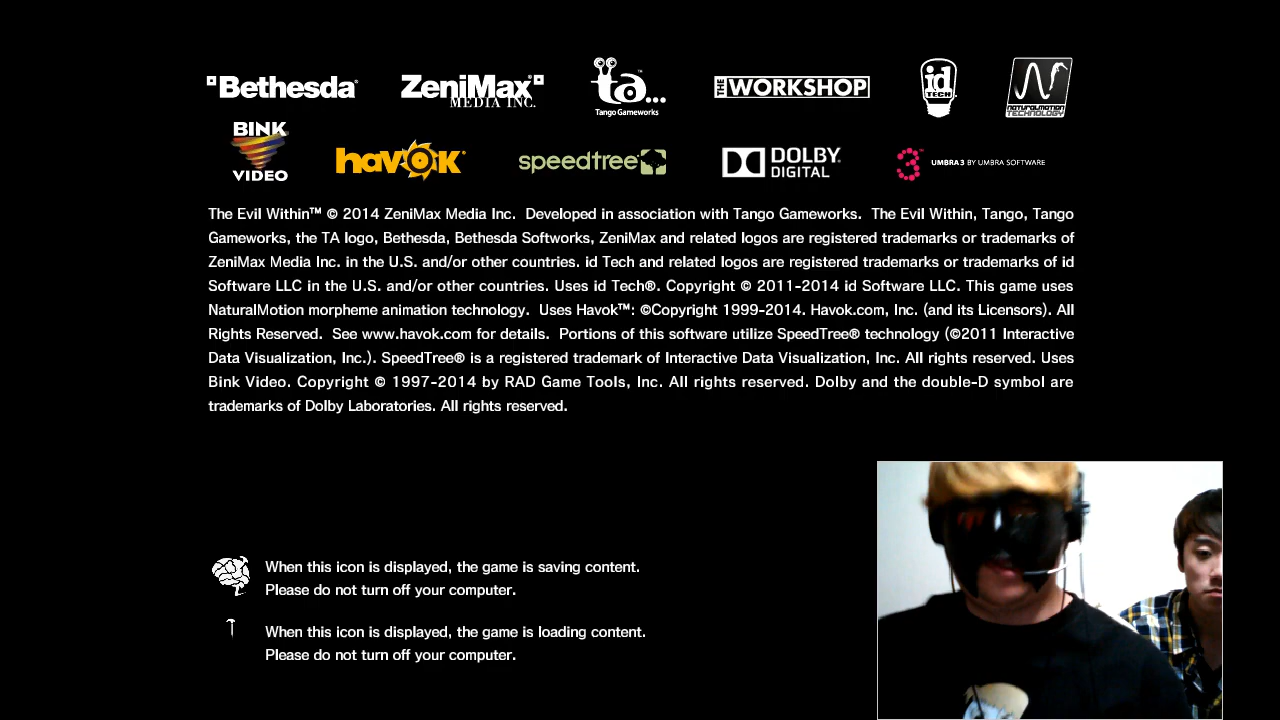 Bethesda®
ZeniMax®
MEDIA INC.
ta...™
Tango Gameworks
THE WORKSHOP
id
TECH
NATURALMOTION
TECHNOLOGY
BINK
VIDEO
havok®
speedtree
DOLBY®
DIGITAL
3
UMBRA 3 BY UMBRA SOFTWARE
The Evil Within™ © 2014 ZeniMax Media Inc.  Developed in association with Tango Gameworks.  The Evil Within, Tango, Tango
Gameworks, the TA logo, Bethesda, Bethesda Softworks, ZeniMax and related logos are registered trademarks or trademarks of
ZeniMax Media Inc. in the U.S. and/or other countries. id Tech and related logos are registered trademarks or trademarks of id
Software LLC in the U.S. and/or other countries. Uses id Tech®. Copyright © 2011-2014 id Software LLC. This game uses
NaturalMotion morpheme animation technology.  Uses Havok™: ©Copyright 1999-2014. Havok.com, Inc. (and its Licensors). All
Rights Reserved.  See www.havok.com for details.  Portions of this software utilize SpeedTree® technology (©2011 Interactive
Data Visualization, Inc.). SpeedTree® is a registered trademark of Interactive Data Visualization, Inc. All rights reserved. Uses
Bink Video. Copyright © 1997-2014 by RAD Game Tools, Inc. All rights reserved. Dolby and the double-D symbol are
trademarks of Dolby Laboratories. All rights reserved.
When this icon is displayed, the game is saving content.
Please do not turn off your computer.
When this icon is displayed, the game is loading content.
Please do not turn off your computer.